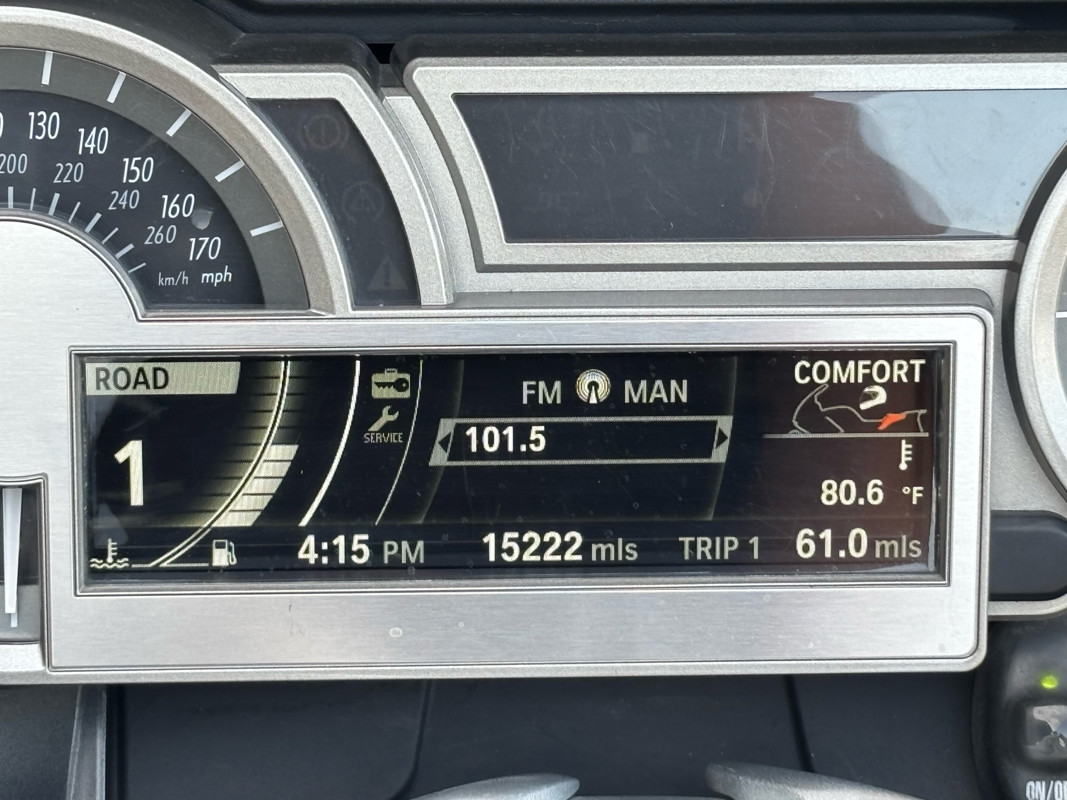 130
140
150
160
170
200
220
240
260
km/h mph
ROAD
1
SERVICE
FM MAN
101.5
COMFORT
80.6 °F
4:15 PM 15222 mls TRIP 1 61.0 mls